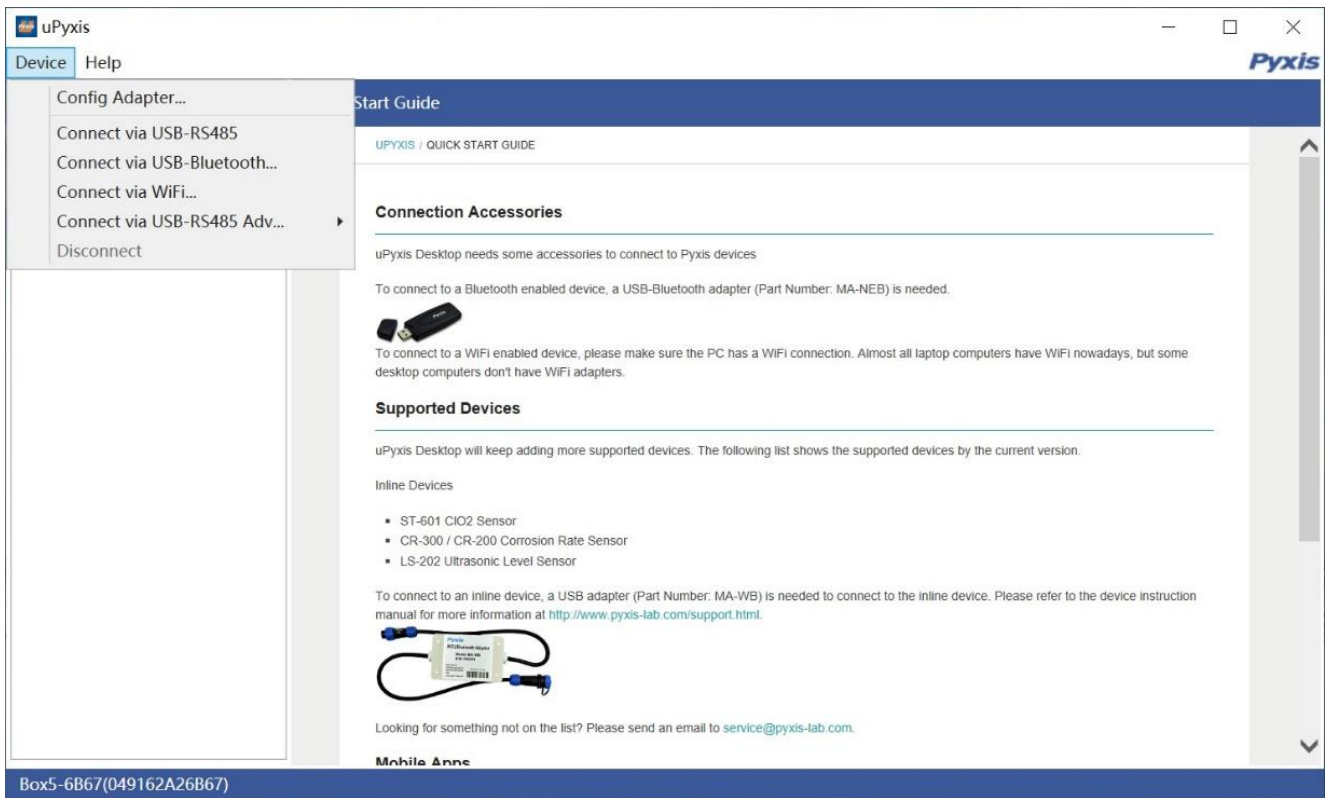 uPyxis
Device Help
Pyxis
Config Adapter...
Connect via USB-RS485
Connect via USB-Bluetooth...
Connect via WiFi...
Connect via USB-RS485 Adv...
Disconnect
Start Guide
UPYXIS / QUICK START GUIDE
Connection Accessories
uPyxis Desktop needs some accessories to connect to Pyxis devices
To connect to a Bluetooth enabled device, a USB-Bluetooth adapter (Part Number: MA-NEB) is needed.
Pyxis
To connect to a WiFi enabled device, please make sure the PC has a WiFi connection. Almost all laptop computers have WiFi nowadays, but some
desktop computers don't have WiFi adapters.
Supported Devices
uPyxis Desktop will keep adding more supported devices. The following list shows the supported devices by the current version.
Inline Devices
ST-601 ClO2 Sensor
CR-300 / CR-200 Corrosion Rate Sensor
LS-202 Ultrasonic Level Sensor
To connect to an inline device, a USB adapter (Part Number: MA-WB) is needed to connect to the inline device. Please refer to the device instruction
manual for more information at http://www.pyxis-lab.com/support.html.
Pyxis
Looking for something not on the list? Please send an email to service@pyxis-lab.com.
Mobile Apps
Box5-6B67(049162A26B67)